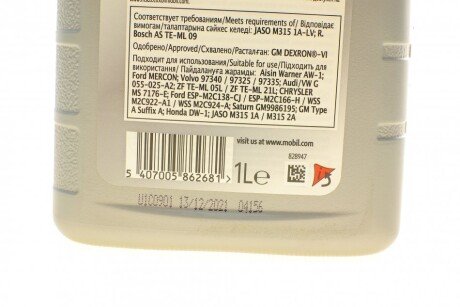 Соответствует требованиям/Meets requirements of/ Відповідає
вимогам/талаптарына сәйкес келеді: JASO M315 1A-LV; R.
Bosch AS TE-ML 09
Одобрено/Approved/Схвалено/Расталған: GM DEXRON®-VI
Подходит для использования/Suitable for use/Підходить для
використання/Пайдалануға жарамды: Aisin Warner AW-1;
Ford MERCON; Volvo 97340 / 97325 / 97335; Audi/VW G
055-025-A2; ZF TE-ML 05L / ZF TE-ML 21L; CHRYSLER
MS 7176-E; Ford ESP-M2C138-CJ / ESP-M2C166-H / WSS
M2C922-A1 / WSS M2C924-A; Saturn GM9986195; GM Type
A Suffix A; Honda DW-1; JASO M315 1A / M315 2A
visit us at www.mobil.com
828947
5 407005 862681
1L e
5
U100901 13/12/2021 04156